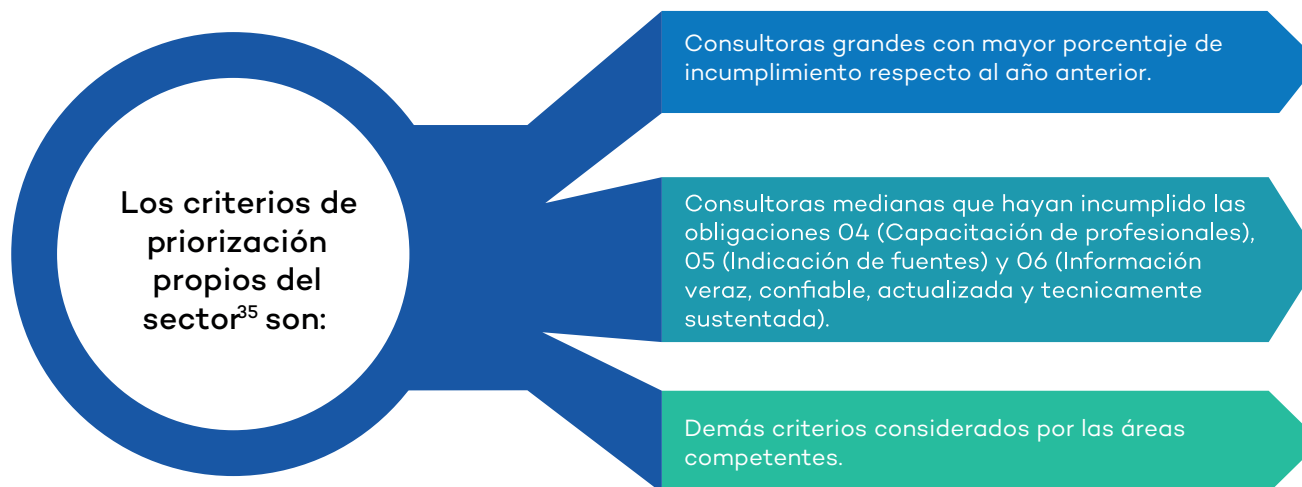 Los criterios de
priorización
propios del
sector³⁵ son:
Consultoras grandes con mayor porcentaje de
incumplimiento respecto al año anterior.
Consultoras medianas que hayan incumplido las
obligaciones 04 (Capacitación de profesionales),
05 (Indicación de fuentes) y 06 (Información
veraz, confiable, actualizada y tecnicamente
sustentada).
Demás criterios considerados por las áreas
competentes.